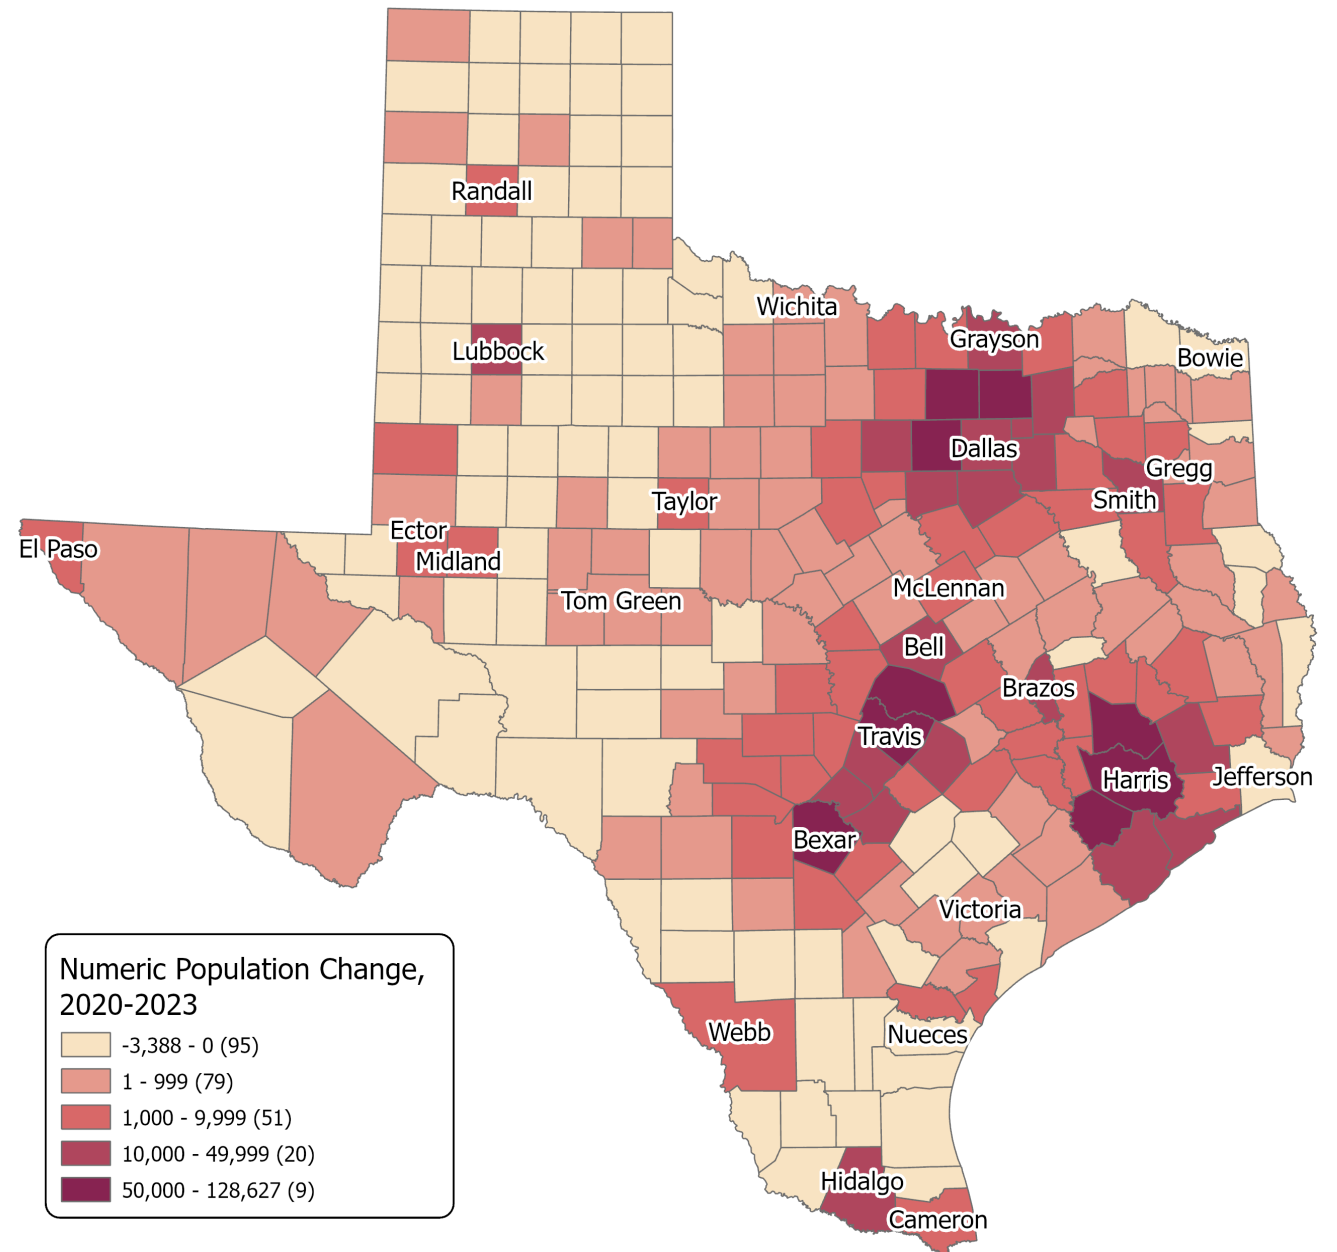 Randall
Wichita
Grayson
Lubbock
Bowie
Dallas
Gregg
Taylor
Smith
Ector
El Paso
Midland
McLennan
Tom Green
Bell
Brazos
Travis
Harris
Jefferson
Bexar
Victoria
Numeric Population Change,
2020-2023
-3,388 - 0 (95)
1 - 999 (79)
1,000 - 9,999 (51)
10,000 - 49,999 (20)
50,000 - 128,627 (9)
Webb
Nueces
Hidalgo
Cameron